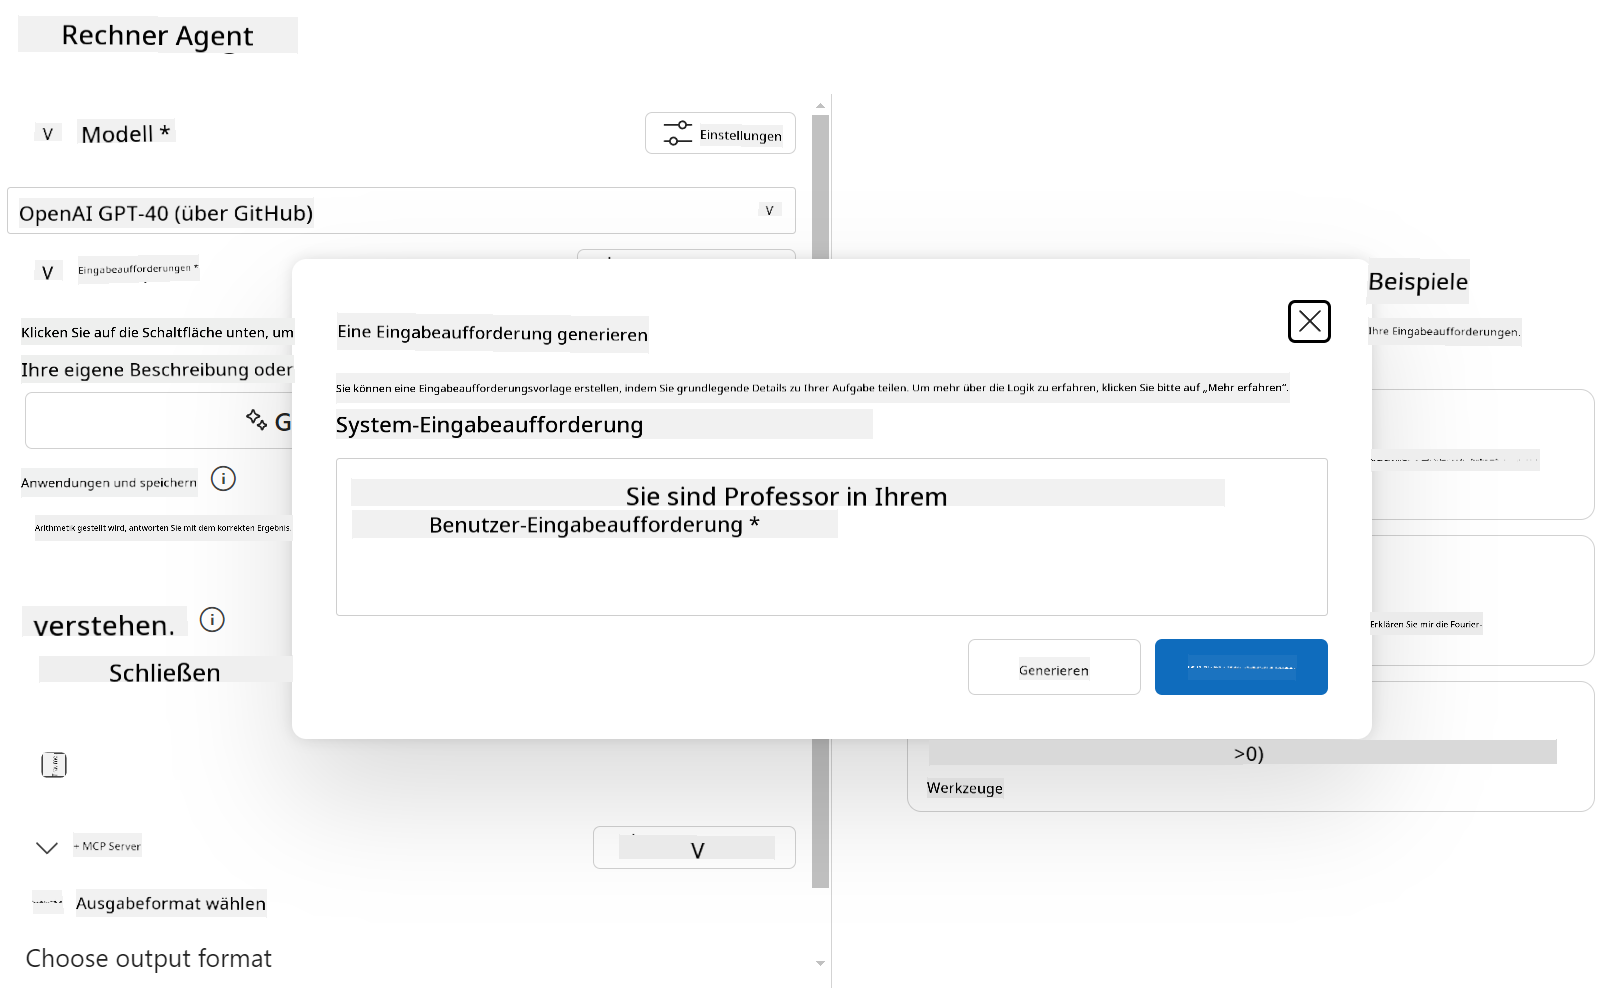 Rechner Agent
V Modell *
Einstellungen
OpenAI GPT-40 (über GitHub)
V
V Eingabeaufforderungen *
Klicken Sie auf die Schaltfläche unten, um
Ihre eigene Beschreibung oder
G
Anwendungen und speichern
Arithmetik gestellt wird, antworten Sie mit dem korrekten Ergebnis.
verstehen.
Schließen
+ MCP Server
V
Ausgabeformat wählen
Choose output format
Eine Eingabeaufforderung generieren
Sie können eine Eingabeaufforderungsvorlage erstellen, indem Sie grundlegende Details zu Ihrer Aufgabe teilen. Um mehr über die Logik zu erfahren, klicken Sie bitte auf „Mehr erfahren“.
System-Eingabeaufforderung
Sie sind Professor in Ihrem
Benutzer-Eingabeaufforderung *
Generieren
Beispiele
Ihre Eingabeaufforderungen.
Erklären Sie mir die Fourier-
>0)
Werkzeuge